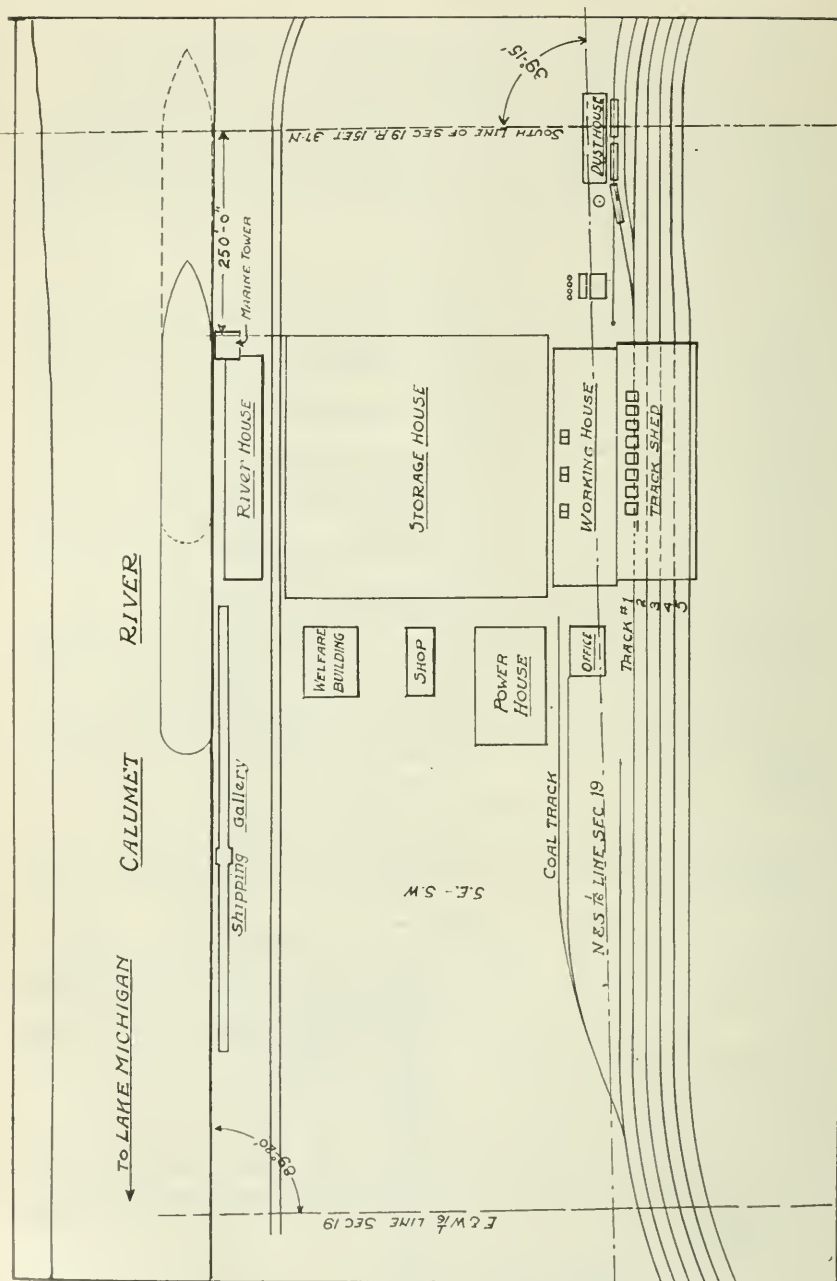 TO LAKE MICHIGAN
CALUMET RIVER
250'-0"
MARINE TOWER
RIVER HOUSE
Shipping Gallery
89°-20'
E & W 1/16 LINE SEC 19
SOUTH LINE OF SEC 19 R. 15E T. 37-N
39°-15'
STORAGE HOUSE
WELFARE
BUILDING
SHOP
POWER
HOUSE
S.E. - S.W
COAL TRACK
OFFICE
N & S 1/16 LINE SEC 19
WORKING HOUSE
DUST HOUSE
TRACK SHED
TRACK #1
2
3
4
5